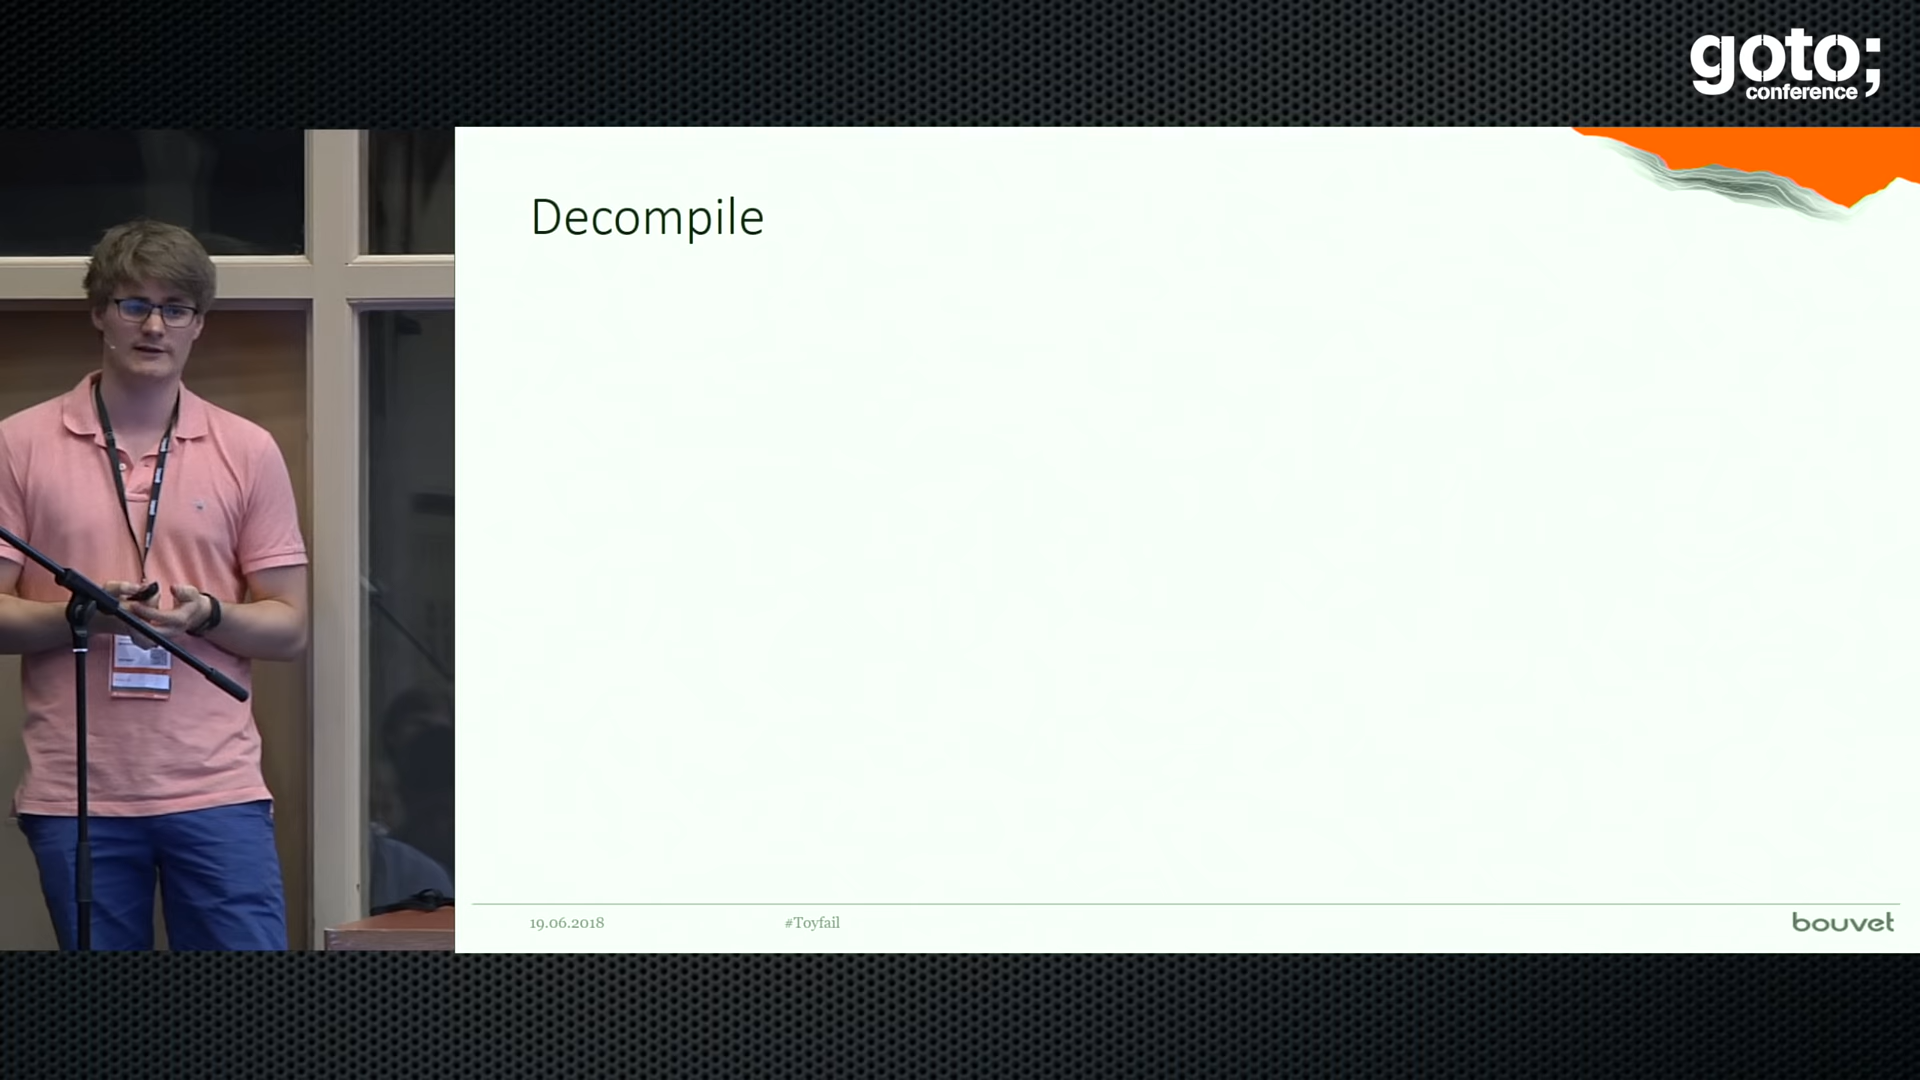 goto;
conference
Decompile
19.06.2018
#Toyfail
bouvet